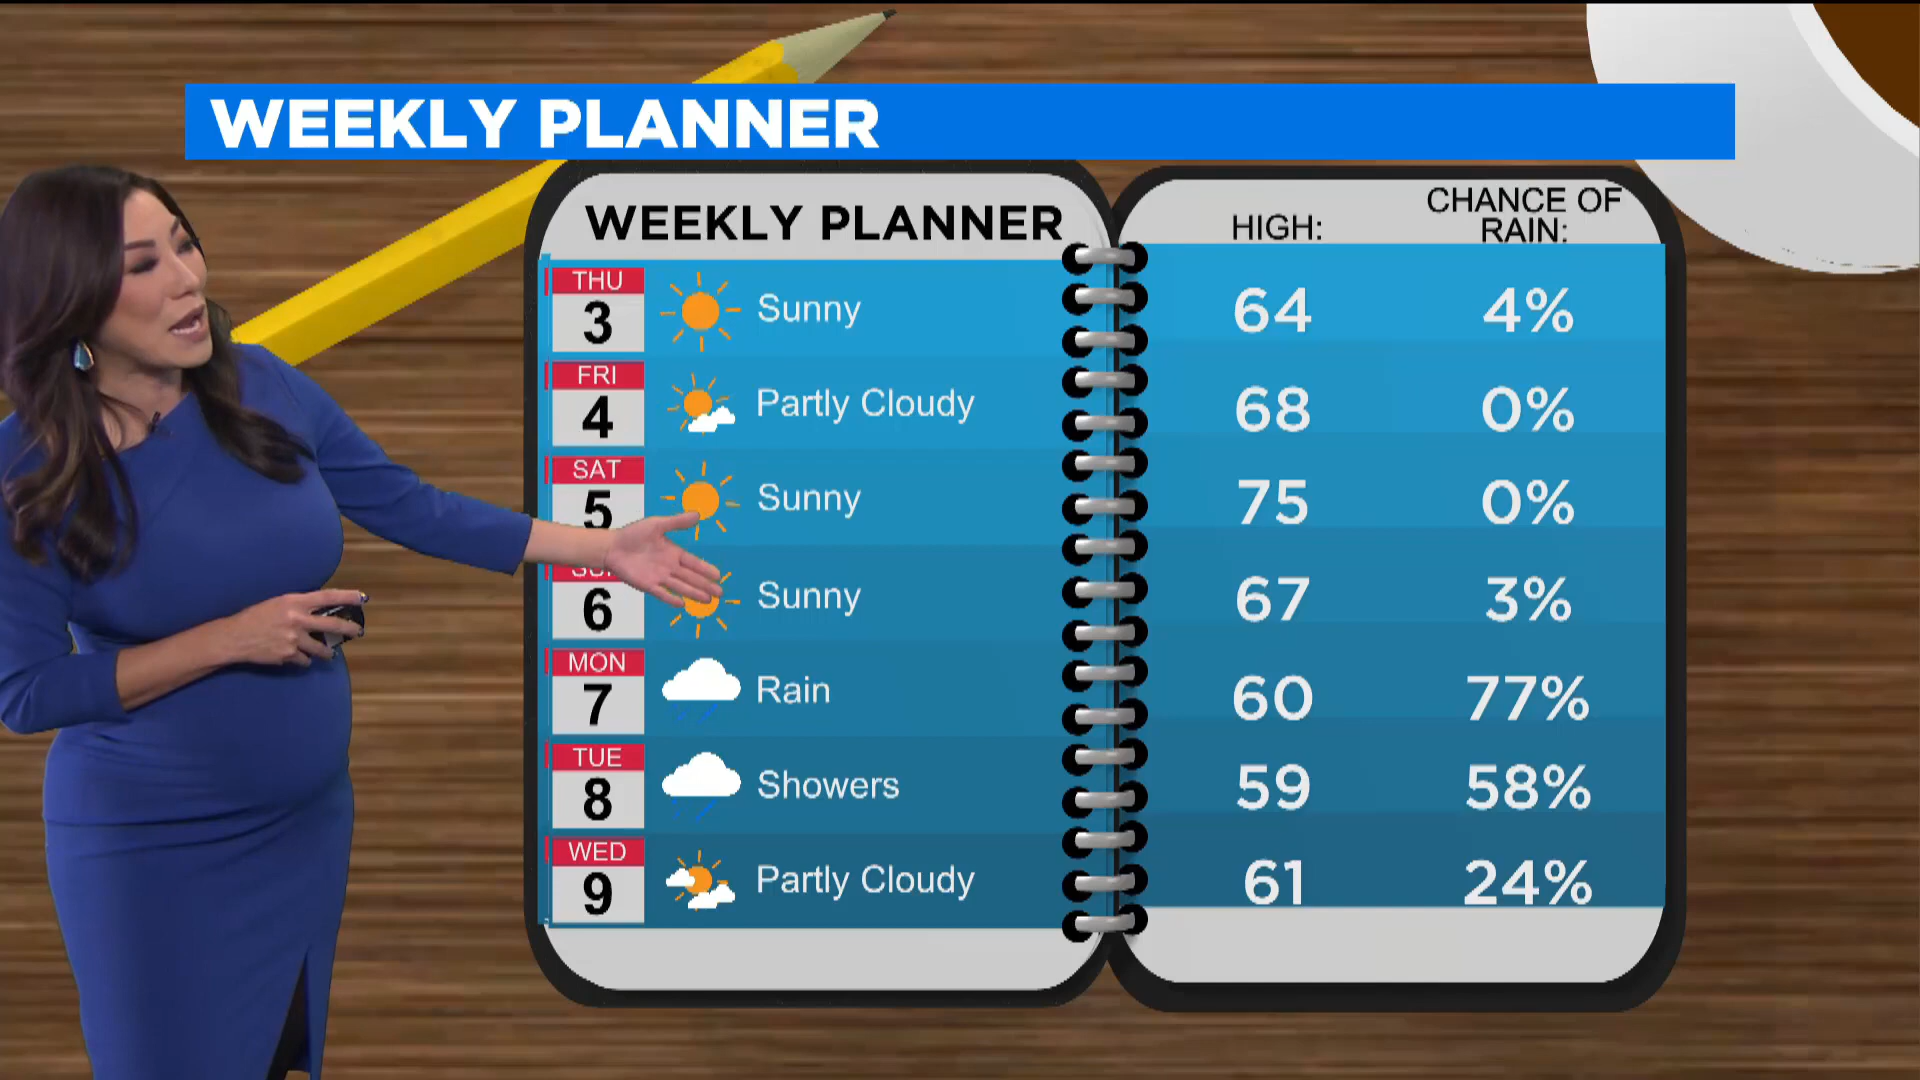 WEEKLY PLANNER
WEEKLY PLANNER
HIGH:
CHANCE OF
RAIN:
THU
3
Sunny
64
4%
FRI
4
Partly Cloudy
68
0%
SAT
5
Sunny
75
0%
SUN
6
Sunny
67
3%
MON
7
Rain
60
77%
TUE
8
Showers
59
58%
WED
9
Partly Cloudy
61
24%